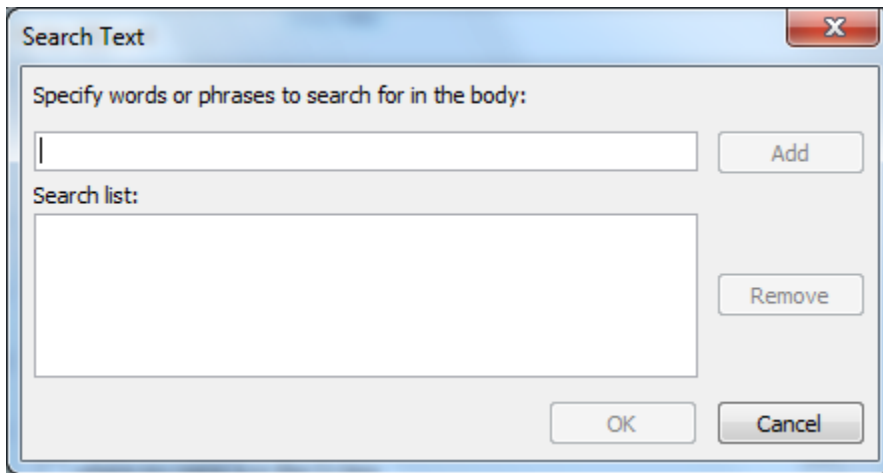 Search Text
Specify words or phrases to search for in the body:
Add
Search list:
Remove
OK
Cancel